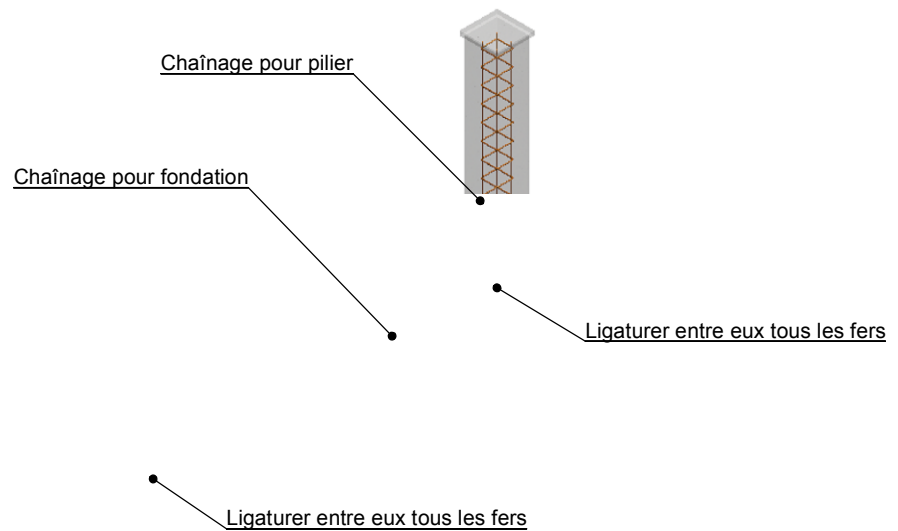 Chaînage pour pilier
Chaînage pour fondation
Ligaturer entre eux tous les fers
Ligaturer entre eux tous les fers